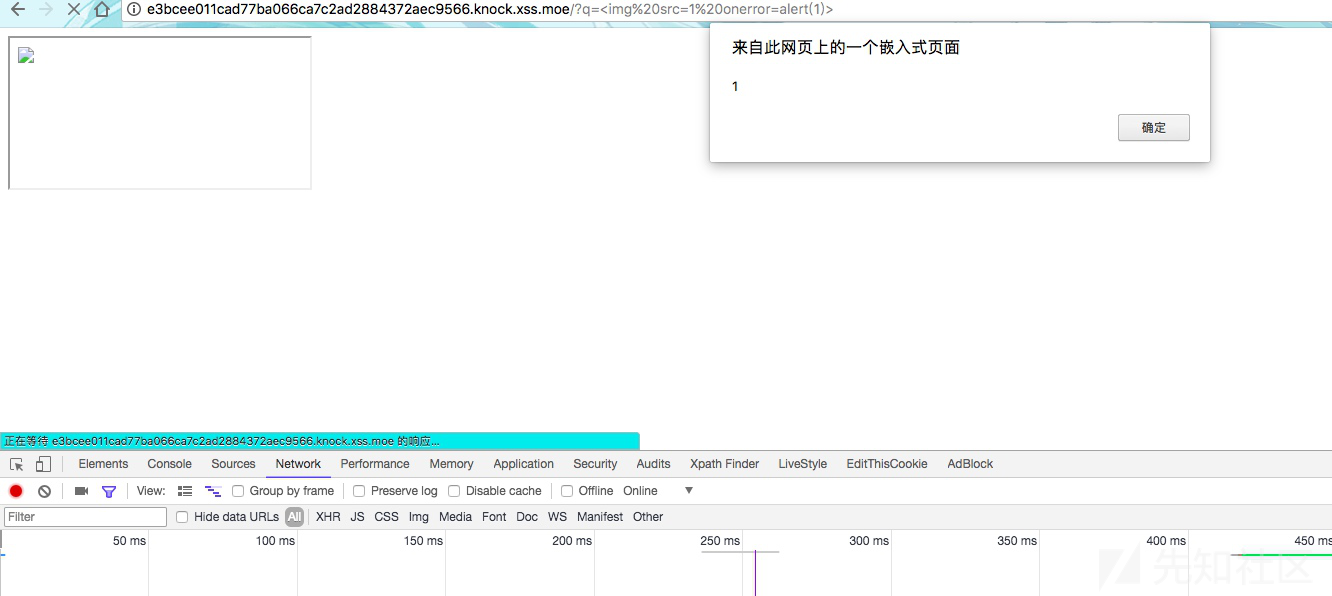 e3bcee011cad77ba066ca7c2ad2884372aec9566.knock.xss.moe/?q=<img%20src=1%20onerror=alert(1)>
来自此网页上的一个嵌入式页面
1
确定
正在等待 e3bcee011cad77ba066ca7c2ad2884372aec9566.knock.xss.moe 的响应...
Elements Console Sources Network Performance Memory Application Security Audits Xpath Finder LiveStyle EditThisCookie AdBlock
View: Group by frame Preserve log Disable cache Offline Online
Filter Hide data URLs All XHR JS CSS Img Media Font Doc WS Manifest Other
50 ms 100 ms 150 ms 200 ms 250 ms 300 ms 350 ms 400 ms 450 ms
先知社区